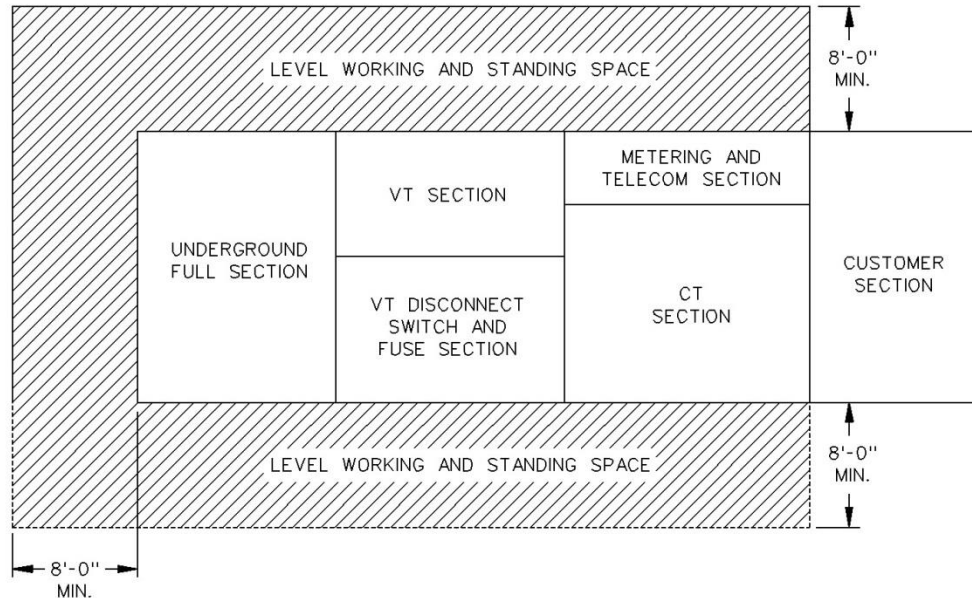 8'-0"
MIN.
LEVEL WORKING AND STANDING SPACE
METERING AND
TELECOM SECTION
VT SECTION
UNDERGROUND
FULL SECTION
CUSTOMER
SECTION
CT
SECTION
VT DISCONNECT
SWITCH AND
FUSE SECTION
LEVEL WORKING AND STANDING SPACE
8'-0"
MIN.
8'-0"
MIN.